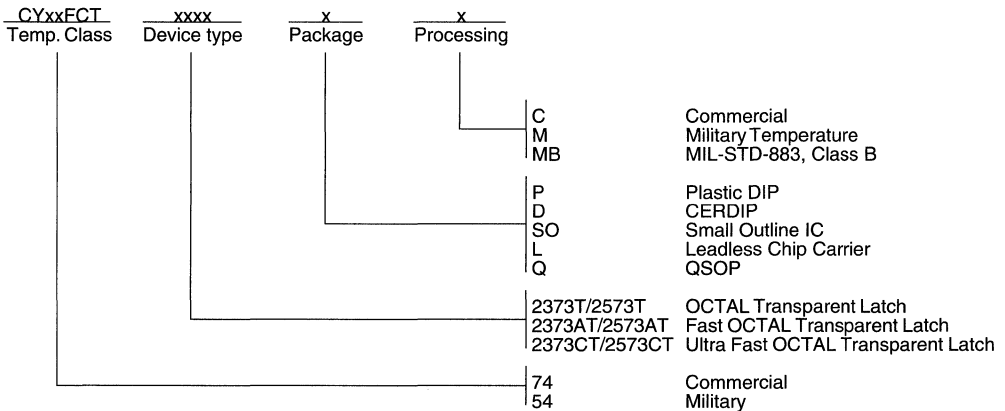 CYxxFCT xxxx x x
Temp. Class Device type Package Processing
C Commercial
M Military Temperature
MB MIL-STD-883, Class B
P Plastic DIP
D CERDIP
SO Small Outline IC
L Leadless Chip Carrier
Q QSOP
2373T/2573T OCTAL Transparent Latch
2373AT/2573AT Fast OCTAL Transparent Latch
2373CT/2573CT Ultra Fast OCTAL Transparent Latch
74 Commercial
54 Military